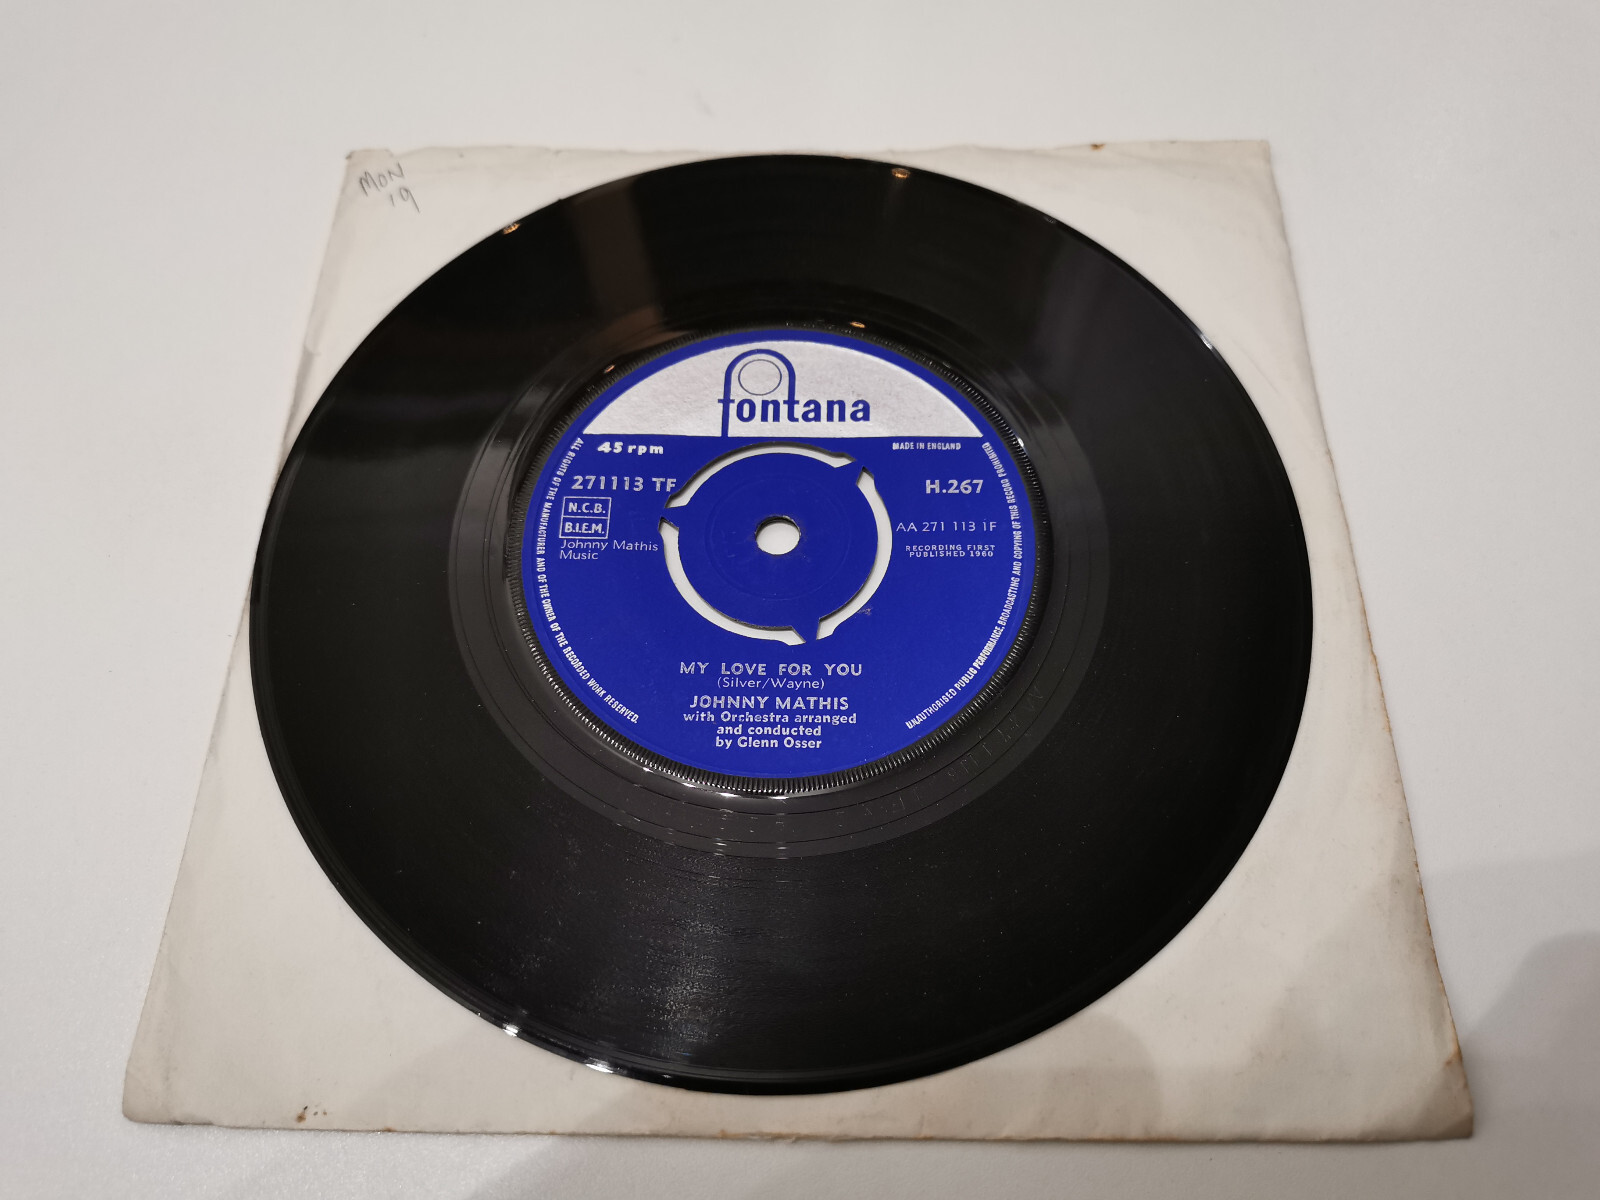 MON
'19
fontana
45 rpm
MADE IN ENGLAND
271113 TF
H.267
N.C.B.
B.I.E.M.
AA 271 113 1F
Johnny Mathis
Music
RECORDING FIRST
PUBLISHED 1960
MY LOVE FOR YOU
(Silver/Wayne)
JOHNNY MATHIS
with Orchestra arranged
and conducted
by Glenn Osser
ALL RIGHTS OF THE MANUFACTURER AND OF THE OWNER OF THE RECORDED WORK RESERVED.
UNAUTHORISED PUBLIC PERFORMANCE, BROADCASTING AND COPYING OF THIS RECORD PROHIBITED